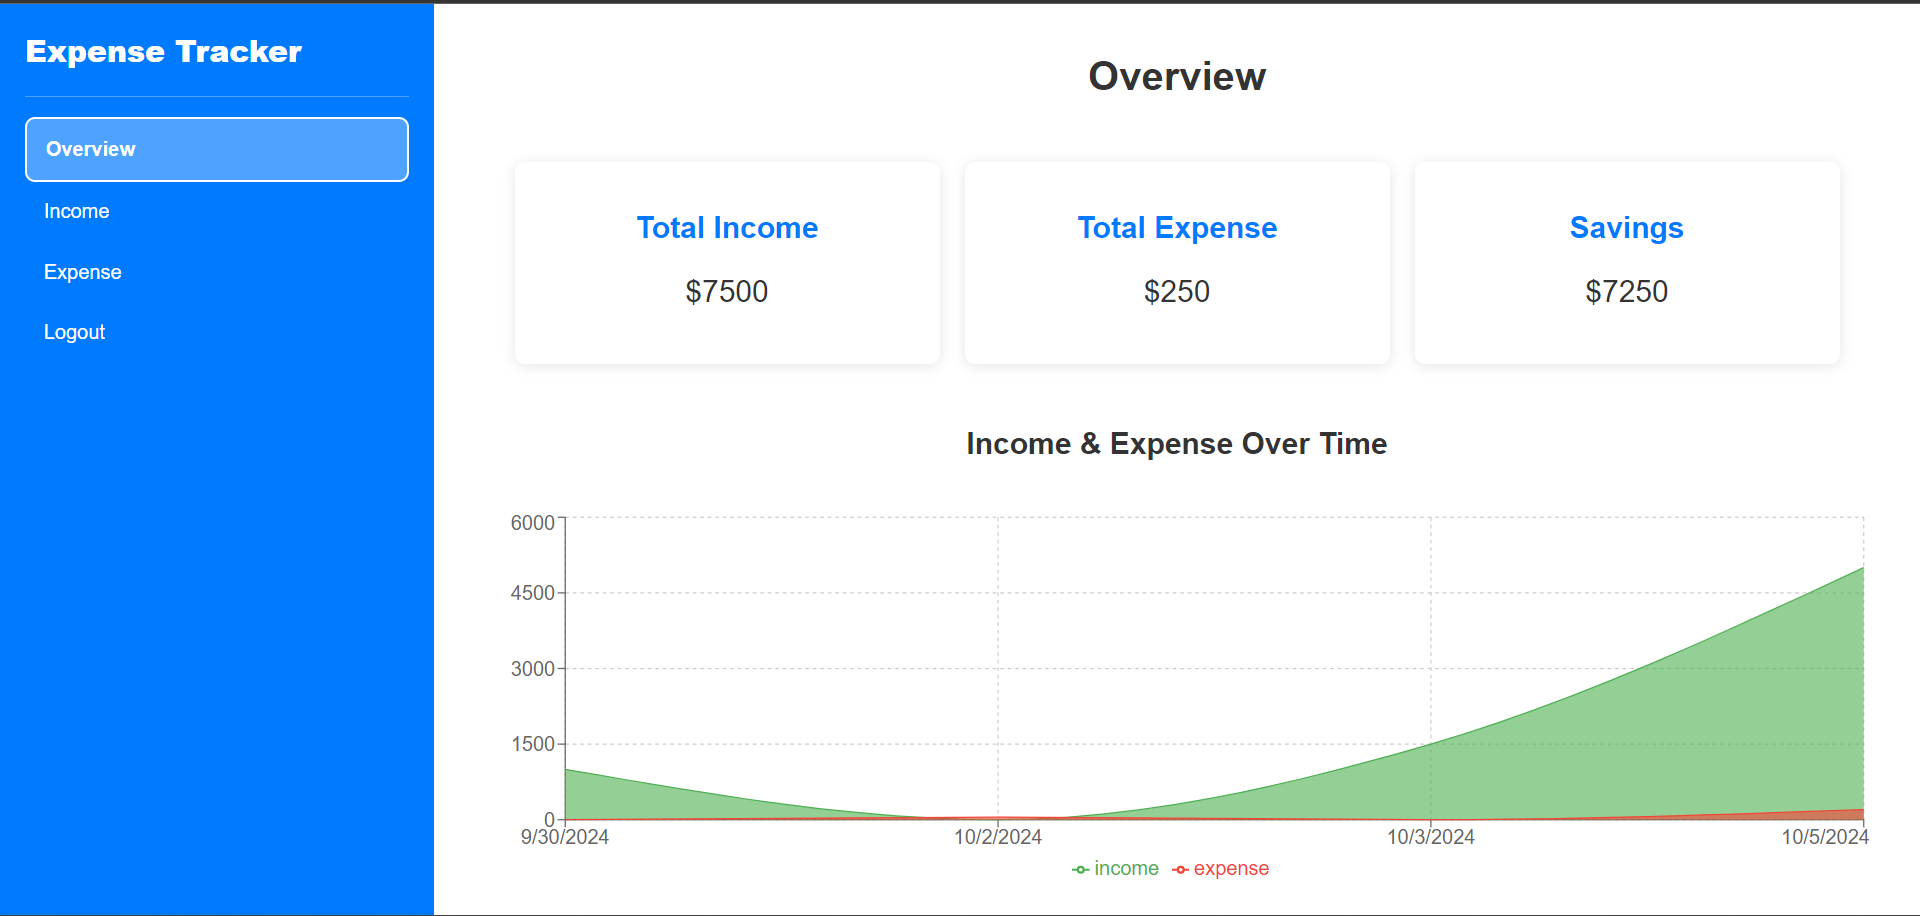 Expense Tracker
Overview
Income
Expense
Logout
Overview
Total Income
$7500
Total Expense
$250
Savings
$7250
Income & Expense Over Time
6000
4500
3000
1500
0
9/30/2024 10/2/2024 10/3/2024 10/5/2024
income expense